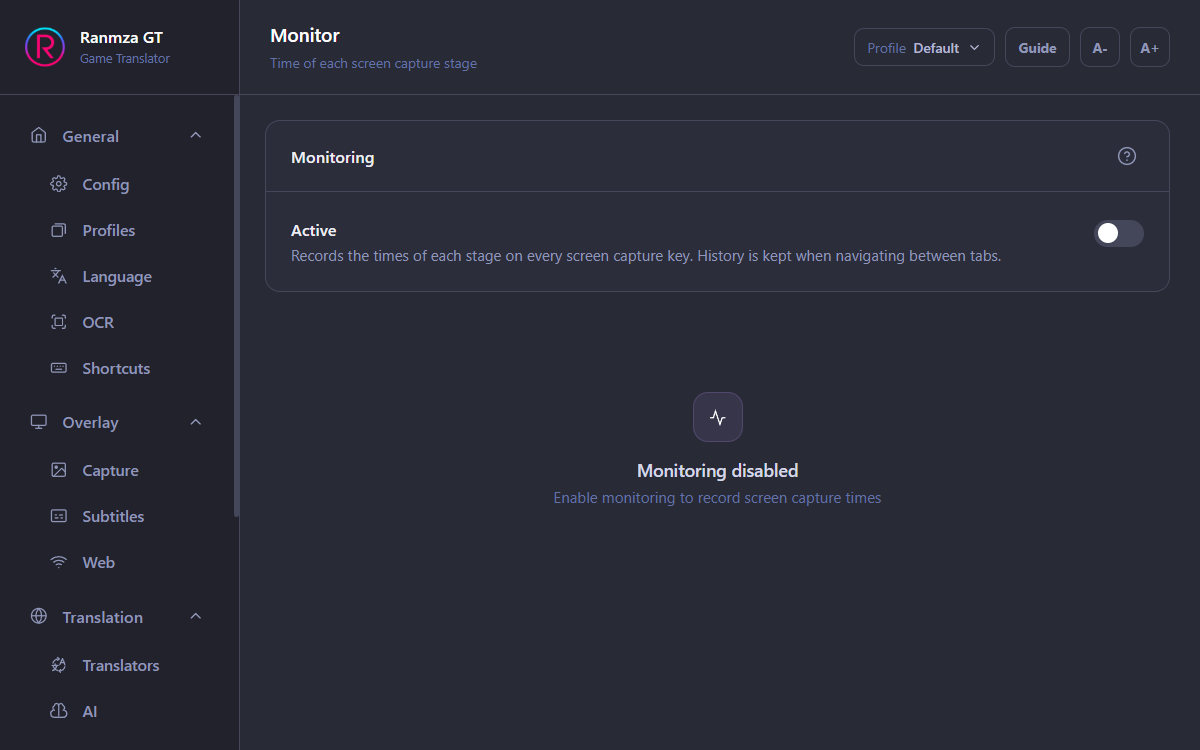 Ranmza GT
Game Translator
General
Config
Profiles
Language
OCR
Shortcuts
Overlay
Capture
Subtitles
Web
Translation
Translators
AI
Monitor
Time of each screen capture stage
Profile Default
Guide
A-
A+
Monitoring
Active
Records the times of each stage on every screen capture key. History is kept when navigating between tabs.
Monitoring disabled
Enable monitoring to record screen capture times